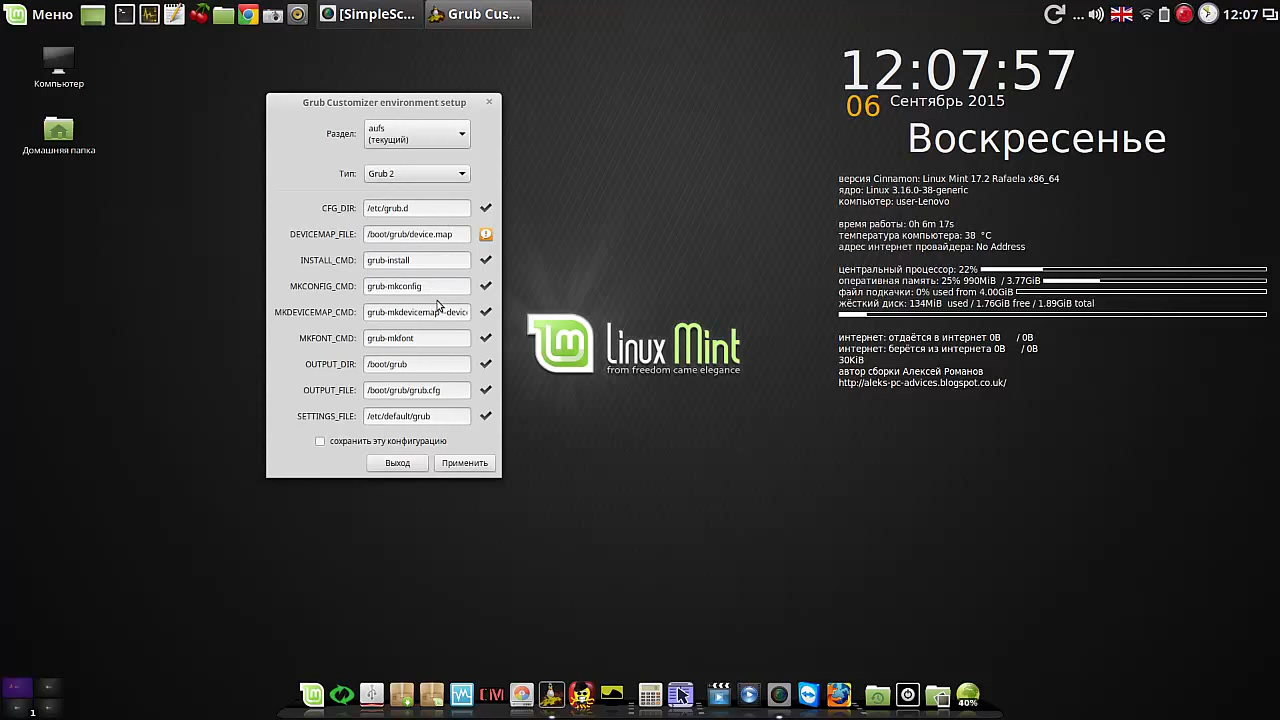 Меню
[SimpleSc...
Grub Cus...
...
12:07
Компьютер
Домашняя папка
12:07:57
06 Сентябрь 2015
Воскресенье
версия Cinnamon: Linux Mint 17.2 Rafaela x86_64
ядро: Linux 3.16.0-38-generic
компьютер: user-Lenovo
время работы: 0h 6m 17s
температура компьютера: 38 °C
адрес интернет провайдера: No Address
центральный процессор: 22%
оперативная память: 25% 990MiB / 3.77GiB
файл подкачки: 0% used from 4.00GiB
жёсткий диск: 134MiB used / 1.76GiB free / 1.89GiB total
интернет: отдаётся в интернет 0B / 0B
интернет: берётся из интернета 0B / 0B
30KiB
автор сборки Алексей Романов
http://aleks-pc-advices.blogspot.co.uk/
Grub Customizer environment setup
Раздел: aufs
(текущий)
Тип: Grub 2
CFG_DIR: /etc/grub.d
DEVICEMAP_FILE: /boot/grub/device.map
INSTALL_CMD: grub-install
MKCONFIG_CMD: grub-mkconfig
MKDEVICEMAP_CMD: grub-mkdevicemap --device
MKFONT_CMD: grub-mkfont
OUTPUT_DIR: /boot/grub
OUTPUT_FILE: /boot/grub/grub.cfg
SETTINGS_FILE: /etc/default/grub
сохранить эту конфигурацию
Выход
Применить
Linux Mint
from freedom came elegance
1
40%